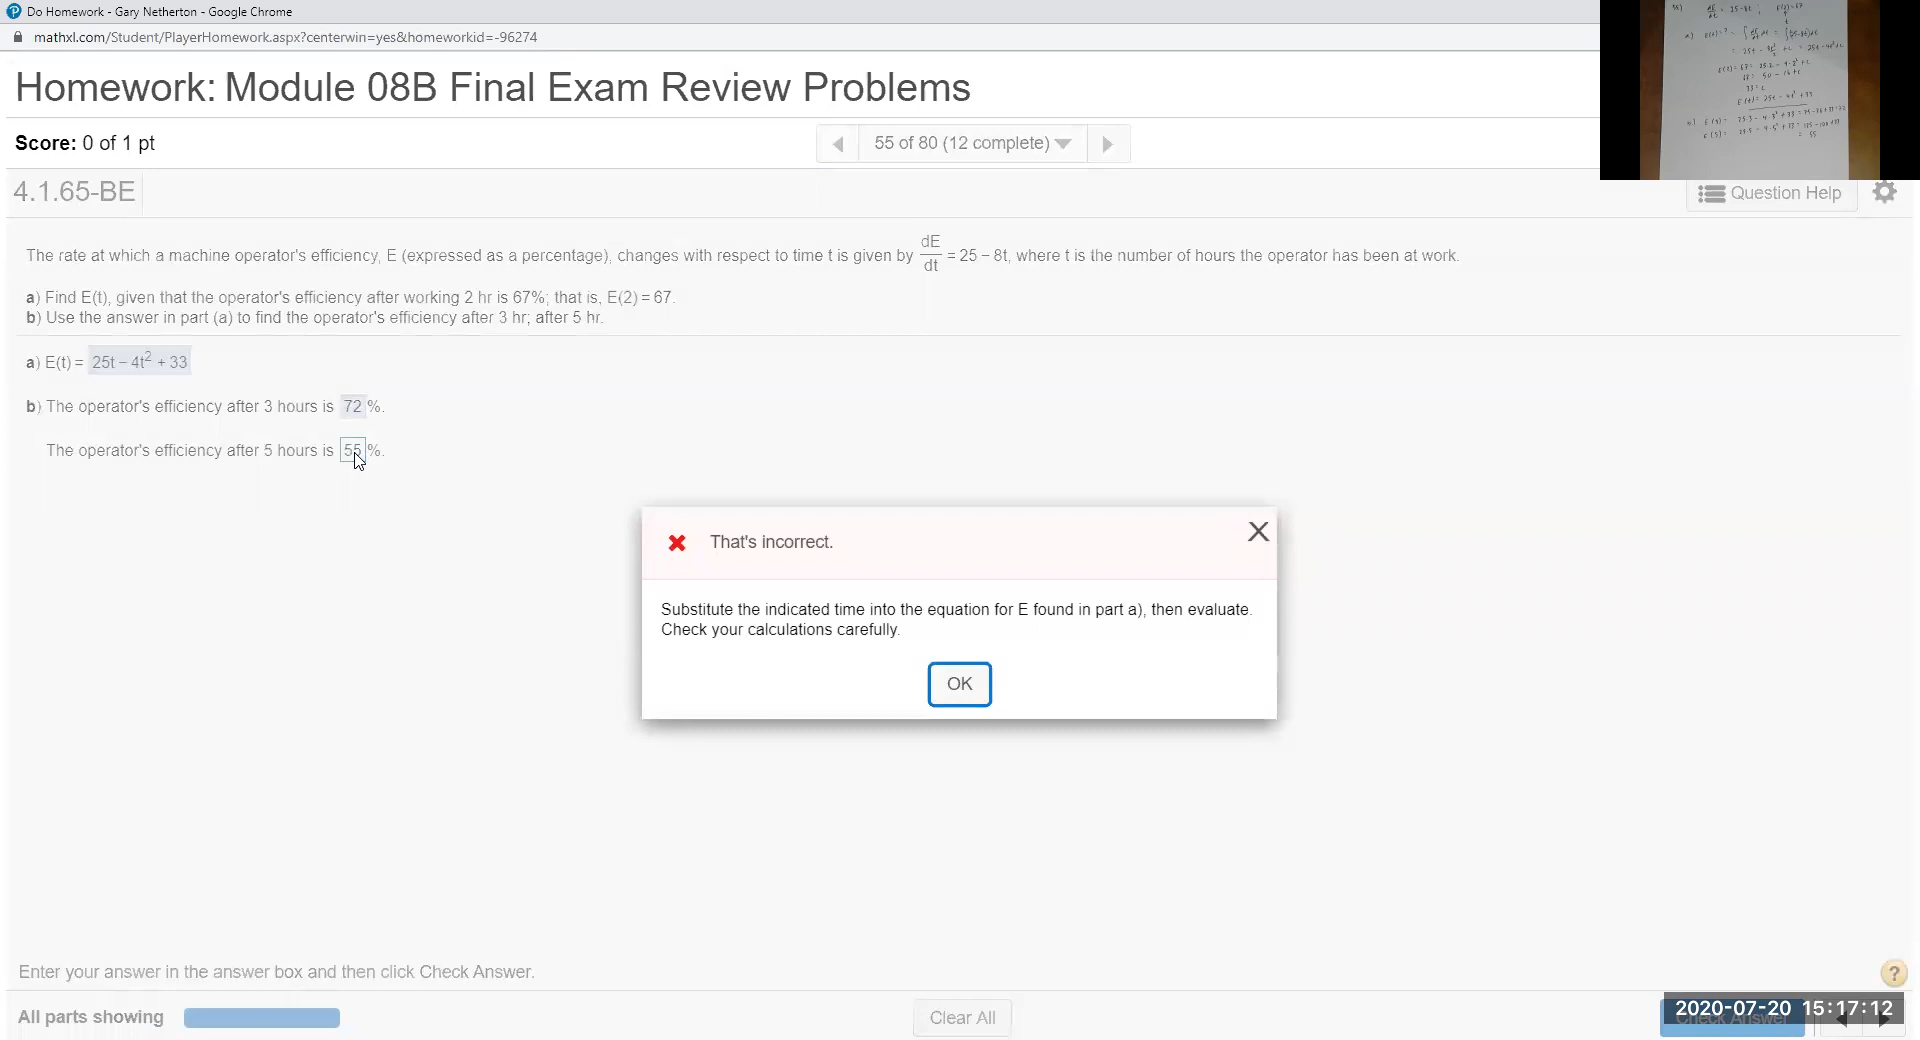 Do Homework - Gary Netherton - Google Chrome
mathxl.com/Student/PlayerHomework.aspx?centerwin=yes&homeworkid=-96274
Homework: Module 08B Final Exam Review Problems
Score: 0 of 1 pt
55 of 80 (12 complete)
4.1.65-BE
Question Help
The rate at which a machine operator's efficiency, E (expressed as a percentage), changes with respect to time t is given by dE/dt = 25 − 8t, where t is the number of hours the operator has been at work.
a) Find E(t), given that the operator's efficiency after working 2 hr is 67%; that is, E(2) = 67.
b) Use the answer in part (a) to find the operator's efficiency after 3 hr; after 5 hr.
a) E(t) = 25t − 4t² + 33
b) The operator's efficiency after 3 hours is 72 %.
The operator's efficiency after 5 hours is 55 %.
That's incorrect.
Substitute the indicated time into the equation for E found in part a), then evaluate.
Check your calculations carefully.
OK
Enter your answer in the answer box and then click Check Answer.
?
All parts showing
Clear All
Check Answer
2020-07-20 15:17:12